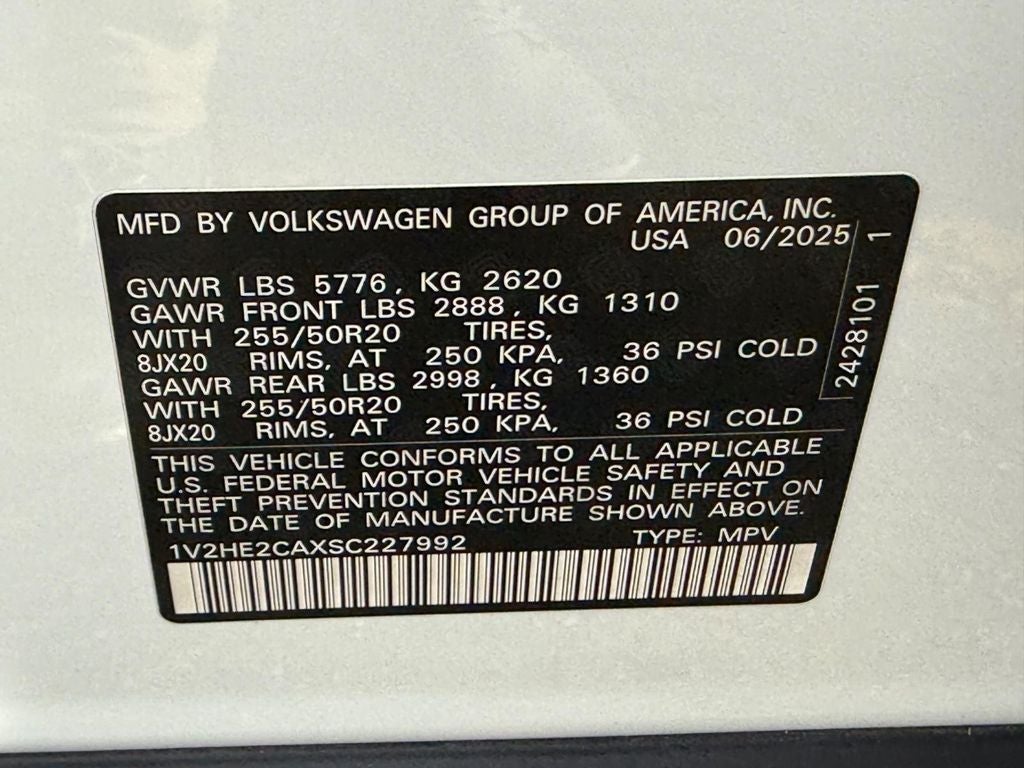 MFD BY VOLKSWAGEN GROUP OF AMERICA, INC.
USA 06/2025
GVWR LBS 5776, KG 2620
GAWR FRONT LBS 2888, KG 1310
WITH 255/50R20 TIRES,
8JX20 RIMS, AT 250 KPA, 36 PSI COLD
GAWR REAR LBS 2998, KG 1360
WITH 255/50R20 TIRES,
8JX20 RIMS, AT 250 KPA, 36 PSI COLD
2428101 1
THIS VEHICLE CONFORMS TO ALL APPLICABLE
U.S. FEDERAL MOTOR VEHICLE SAFETY AND
THEFT PREVENTION STANDARDS IN EFFECT ON
THE DATE OF MANUFACTURE SHOWN ABOVE.
1V2HE2CAXSC227992 TYPE: MPV